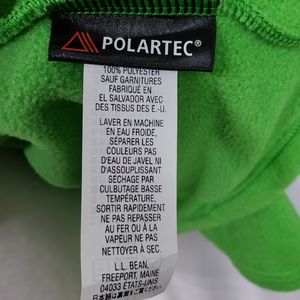 POLARTEC®
100% POLYESTER
SAUF GARNITURES
FABRIQUÉ EN
EL SALVADOR AVEC
DES TISSUS DES É.-U.
LAVER EN MACHINE
EN EAU FROIDE,
SÉPARER LES
COULEURS PAS
D'EAU DE JAVEL NI
D'ASSOUPLISSANT
SÉCHAGE PAR
CULBUTAGE BASSE
TEMPÉRATURE,
SORTIR RAPIDEMENT
NE PAS REPASSER
AU FER OU À LA
VAPEUR NE PAS
NETTOYER À SEC.
L.L. BEAN,
FREEPORT, MAINE
04033 ÉTATS-UNIS